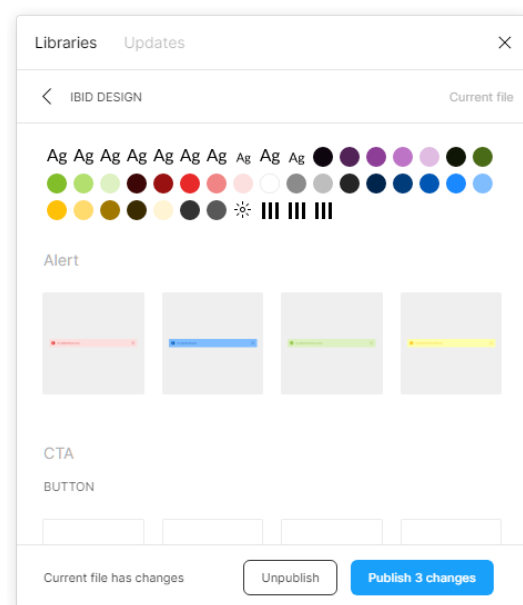 Libraries Updates
IBID DESIGN Current file
Ag Ag Ag Ag Ag Ag Ag Ag Ag Ag
Alert
CTA
BUTTON
Current file has changes Unpublish Publish 3 changes